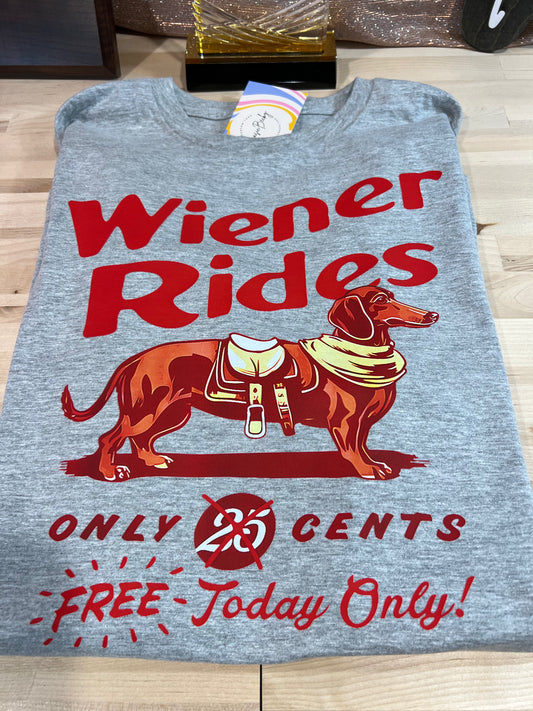 Wiener
Rides
ONLY 25 CENTS
FREE Today Only!